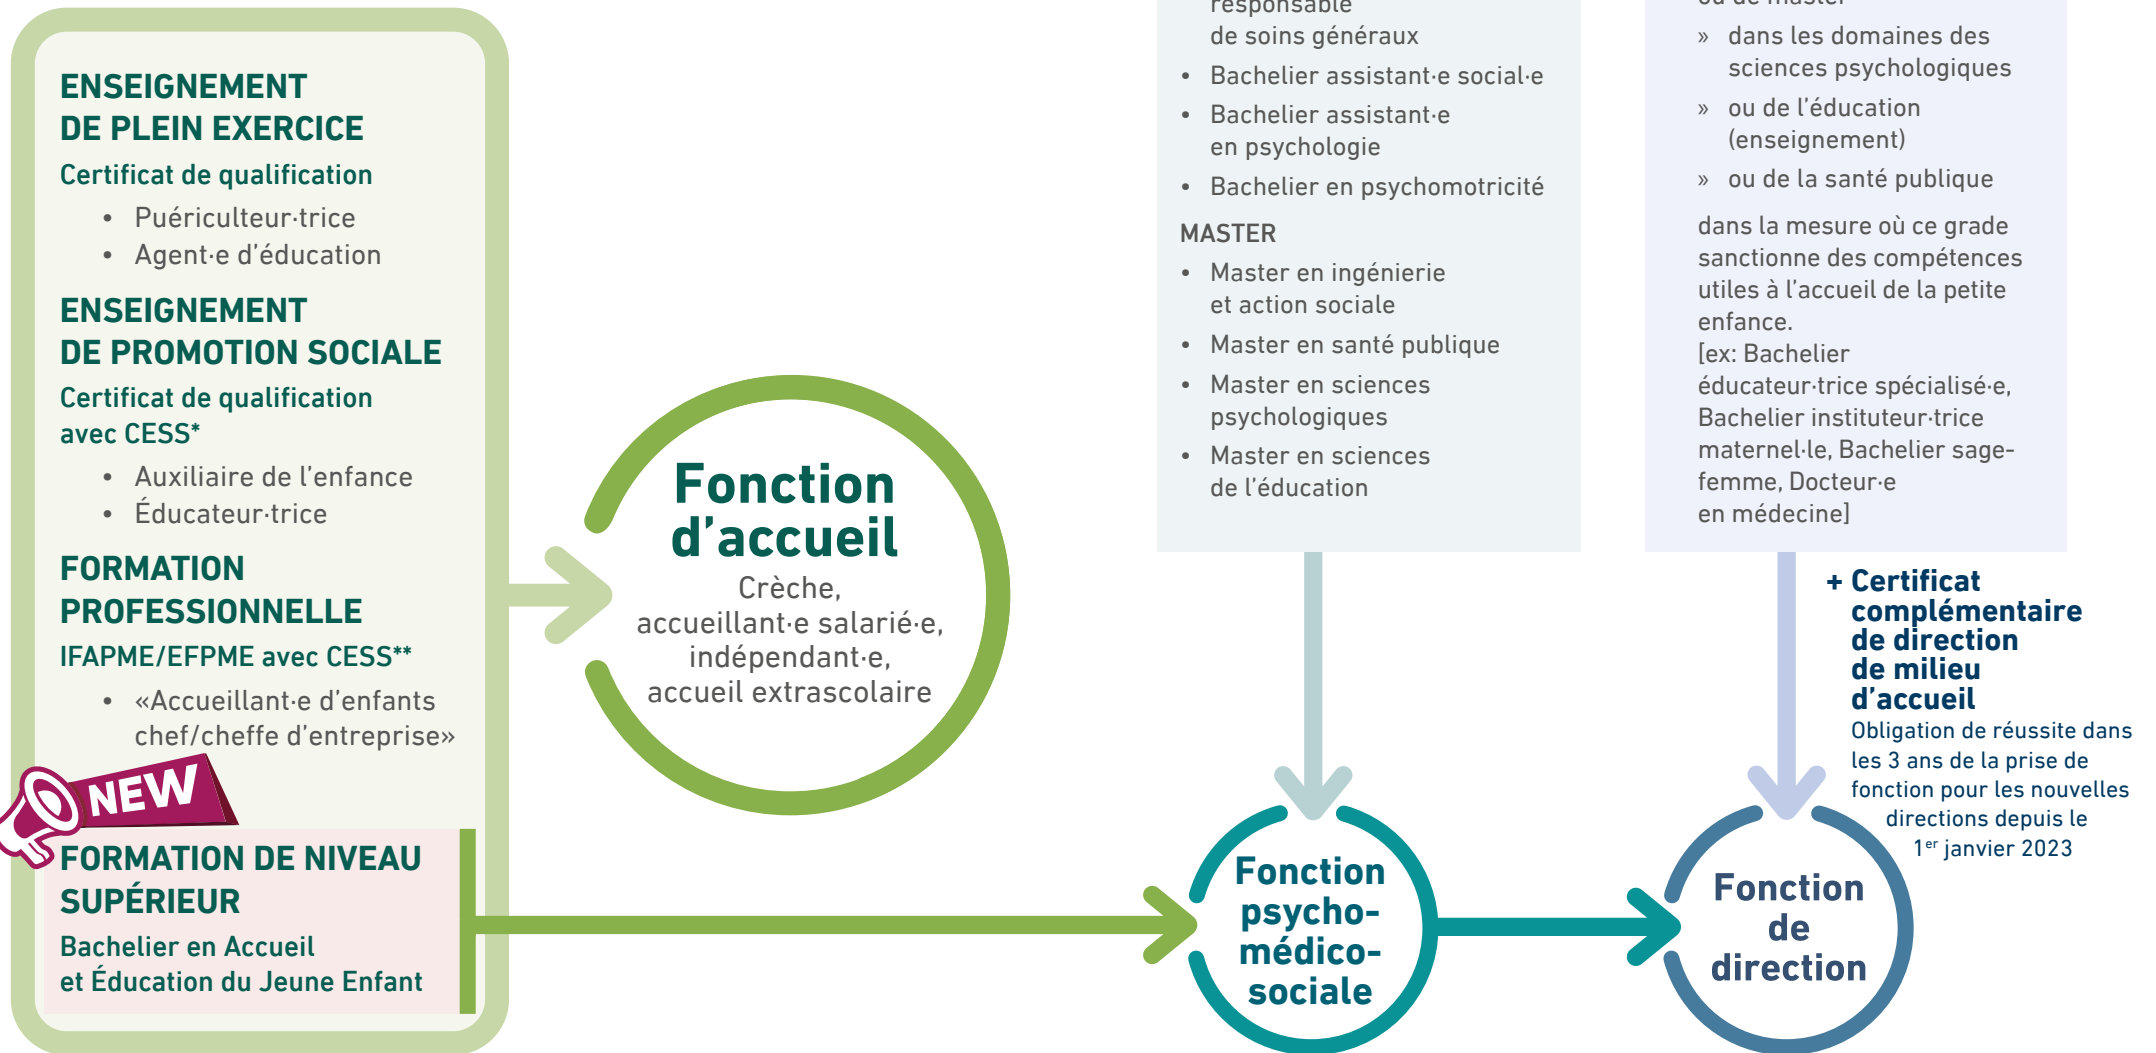 ENSEIGNEMENT
DE PLEIN EXERCICE
Certificat de qualification
• Puériculteur·trice
• Agent·e d'éducation
ENSEIGNEMENT
DE PROMOTION SOCIALE
Certificat de qualification
avec CESS*
• Auxiliaire de l'enfance
• Éducateur·trice
FORMATION
PROFESSIONNELLE
IFAPME/EFPME avec CESS**
• «Accueillant·e d'enfants
chef/cheffe d'entreprise»
NEW
FORMATION DE NIVEAU
SUPÉRIEUR
Bachelier en Accueil
et Éducation du Jeune Enfant
Fonction
d'accueil
Crèche,
accueillant·e salarié·e,
indépendant·e,
accueil extrascolaire
responsable
de soins généraux
• Bachelier assistant·e social·e
• Bachelier assistant·e
en psychologie
• Bachelier en psychomotricité
MASTER
• Master en ingénierie
et action sociale
• Master en santé publique
• Master en sciences
psychologiques
• Master en sciences
de l'éducation
Fonction
psycho-
médico-
sociale
ou de master
» dans les domaines des
sciences psychologiques
» ou de l'éducation
(enseignement)
» ou de la santé publique
dans la mesure où ce grade
sanctionne des compétences
utiles à l'accueil de la petite
enfance.
[ex: Bachelier
éducateur·trice spécialisé·e,
Bachelier instituteur·trice
maternel·le, Bachelier sage-
femme, Docteur·e
en médecine]
+ Certificat
complémentaire
de direction
de milieu
d'accueil
Obligation de réussite dans
les 3 ans de la prise de
fonction pour les nouvelles
directions depuis le
1er janvier 2023
Fonction
de
direction